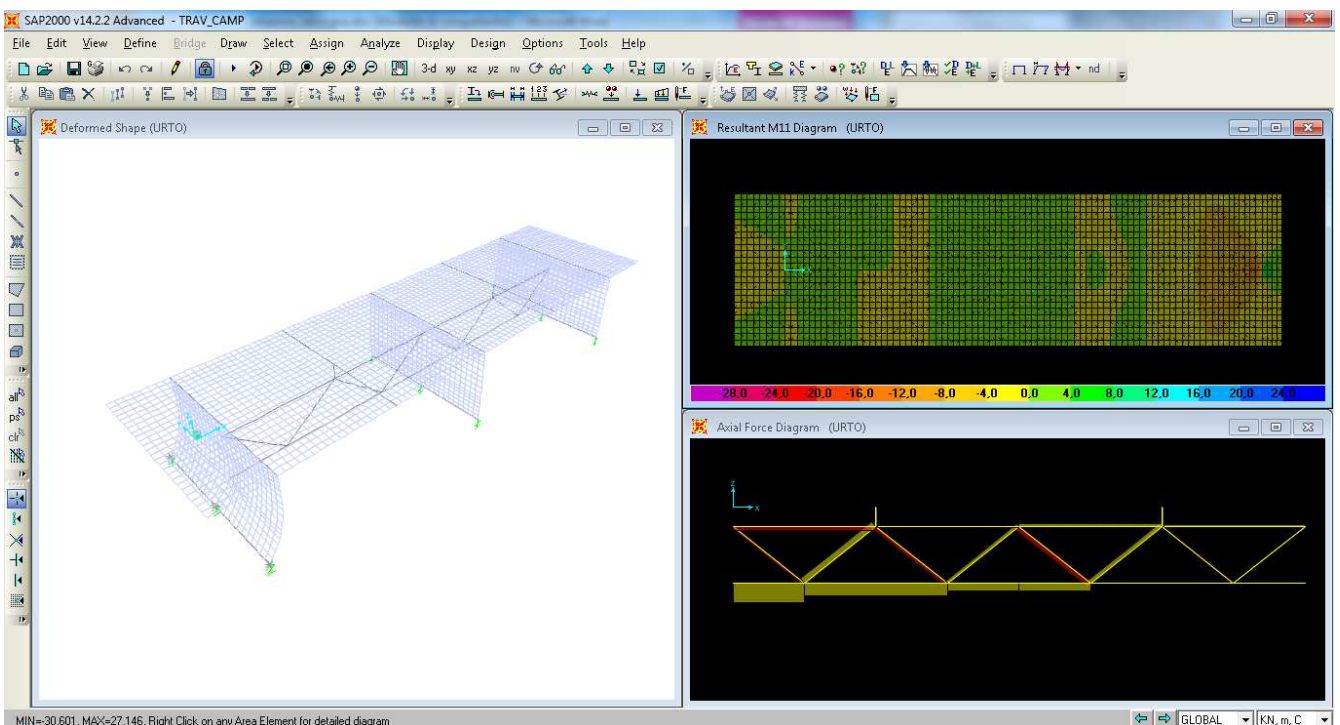 SAP2000 v14.2.2 Advanced - TRAV_CAMP
File Edit View Define Bridge Draw Select Assign Analyze Display Design Options Tools Help
3-d xy xz yz nv
nd
Deformed Shape (URTO)
Resultant M11 Diagram (URTO)
-28,0 -24,0 -20,0 -16,0 -12,0 -8,0 -4,0 0,0 4,0 8,0 12,0 16,0 20,0 24,0
Axial Force Diagram (URTO)
Z
X
all
ps
clr
MIN=-30.601, MAX=27.146, Right Click on any Area Element for detailed diagram
GLOBAL
KN, m, C